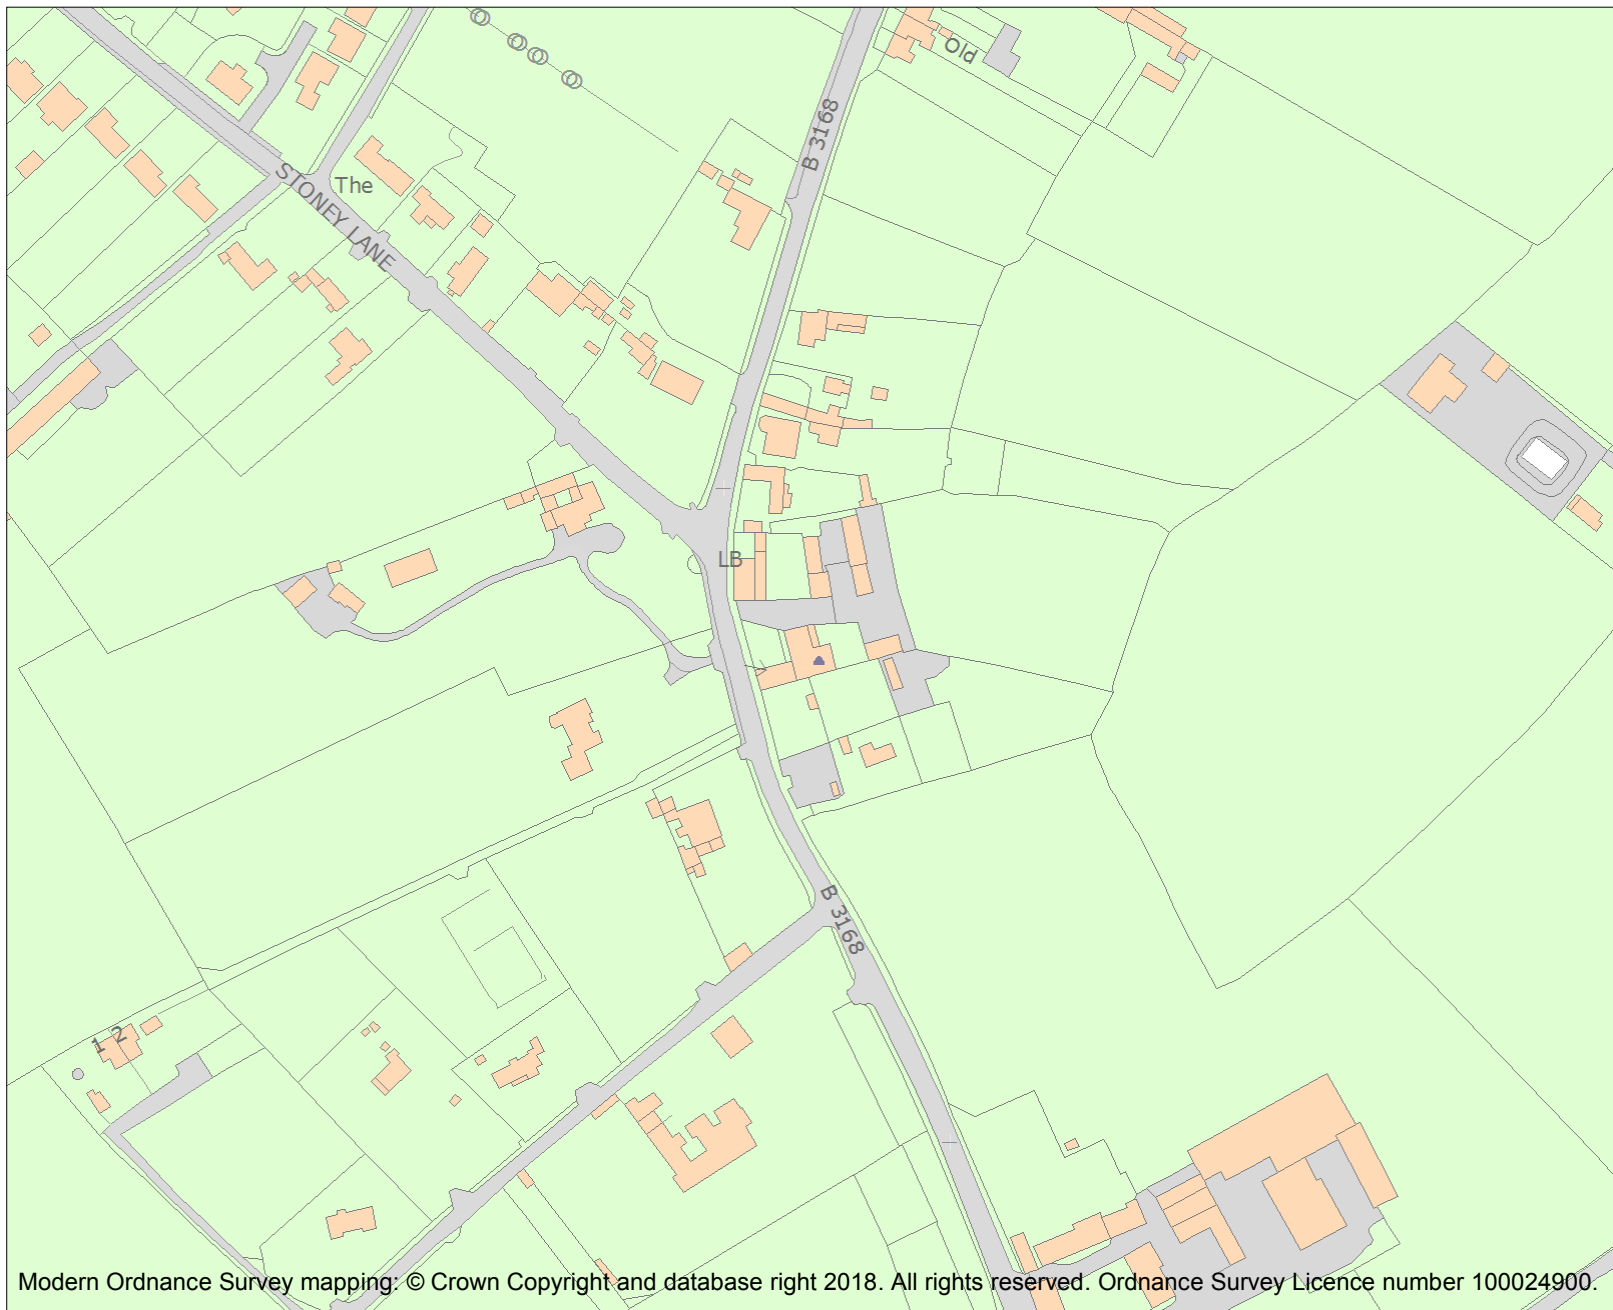 Old
B 3168
The
STONEY LANE
LB
B 3168
1 2
Modern Ordnance Survey mapping: © Crown Copyright and database right 2018. All rights reserved. Ordnance Survey Licence number 100024900.